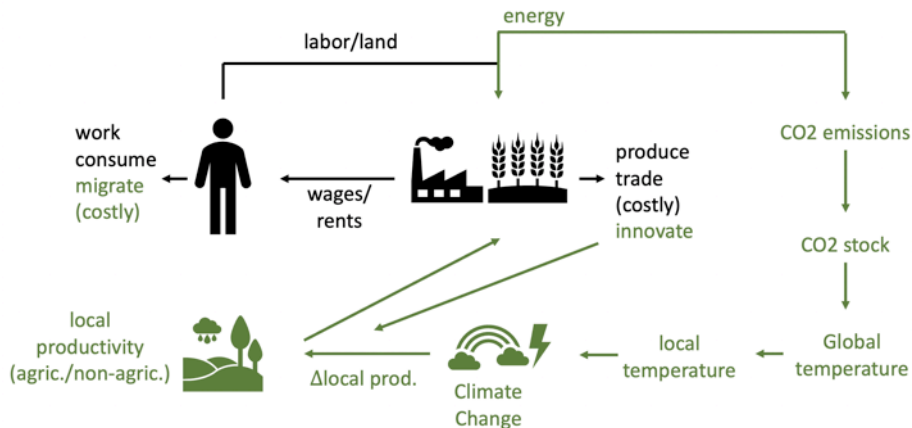 energy
labor/land
work
consume
migrate
(costly)
wages/
rents
produce
trade
(costly)
innovate
CO2 emissions
CO2 stock
local
productivity
(agric./non-agric.)
Δlocal prod.
Climate
Change
local
temperature
Global
temperature